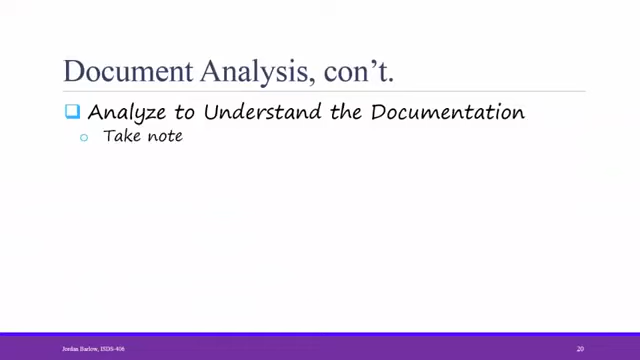 Document Analysis, con't.
Analyze to Understand the Documentation
Take note
Jordan Barlow, ISDS-406
20